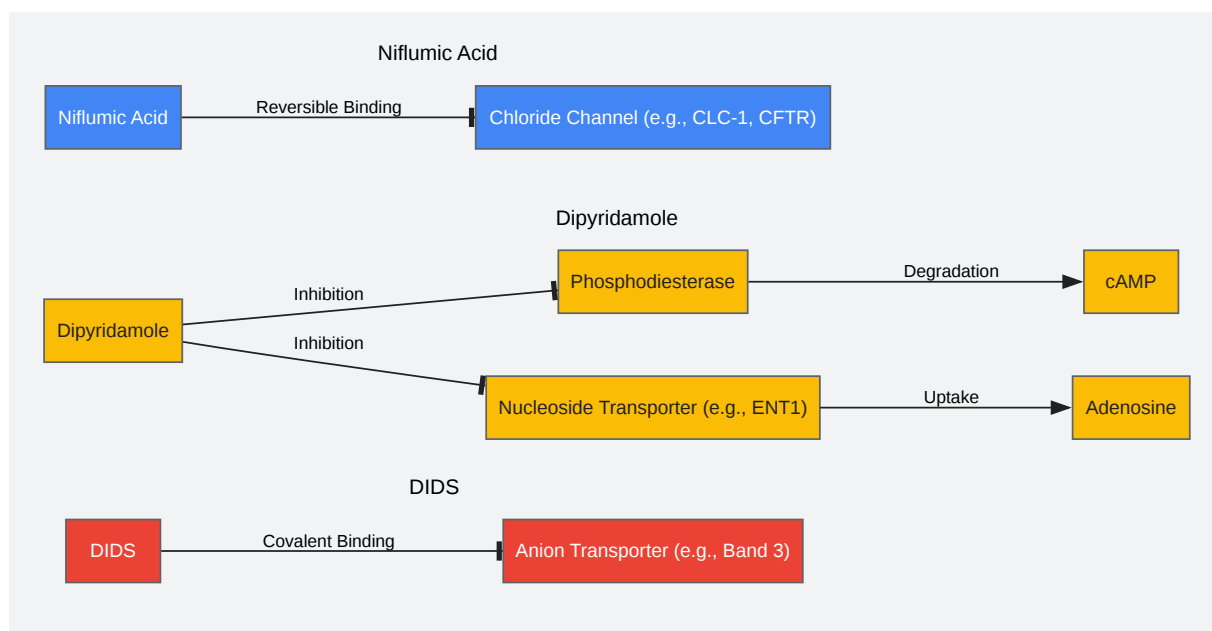 Niflumic Acid
Niflumic Acid
Reversible Binding
Chloride Channel (e.g., CLC-1, CFTR)
Dipyridamole
Dipyridamole
Inhibition
Phosphodiesterase
Degradation
cAMP
Inhibition
Nucleoside Transporter (e.g., ENT1)
Uptake
Adenosine
DIDS
DIDS
Covalent Binding
Anion Transporter (e.g., Band 3)